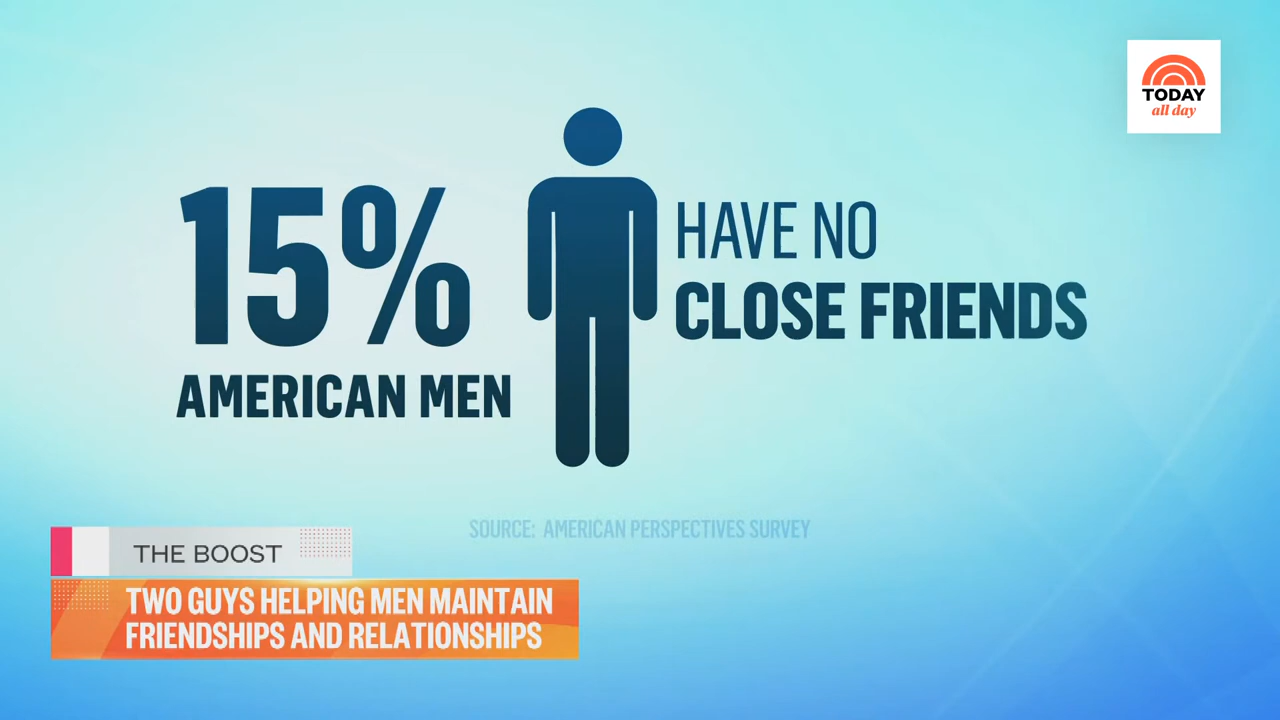 TODAY
all day
15%
AMERICAN MEN
HAVE NO
CLOSE FRIENDS
SOURCE: AMERICAN PERSPECTIVES SURVEY
THE BOOST
TWO GUYS HELPING MEN MAINTAIN
FRIENDSHIPS AND RELATIONSHIPS